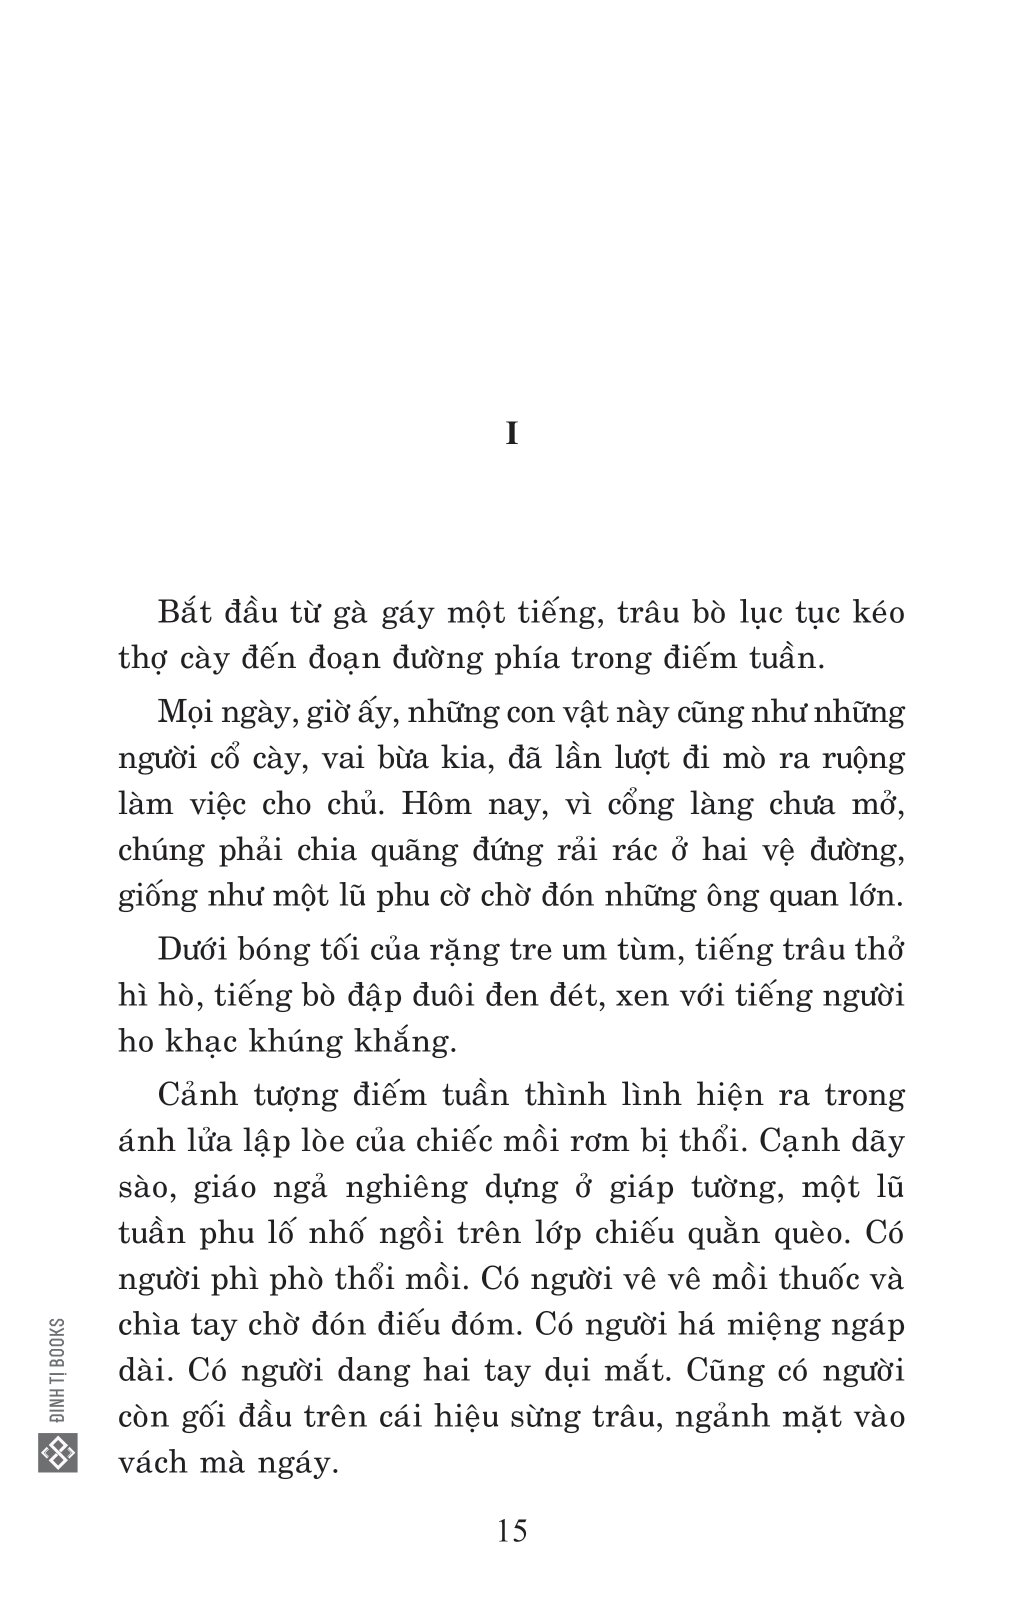 I
Bắt đầu từ gà gáy một tiếng, trâu bò lục tục kéo
thợ cày đến đoạn đường phía trong điếm tuần.
Mọi ngày, giờ ấy, những con vật này cũng như những
người cổ cày, vai bừa kia, đã lần lượt đi mò ra ruộng
làm việc cho chủ. Hôm nay, vì cổng làng chưa mở,
chúng phải chia quãng đứng rải rác ở hai vệ đường,
giống như một lũ phu cờ chờ đón những ông quan lớn.
Dưới bóng tối của rặng tre um tùm, tiếng trâu thở
hì hò, tiếng bò đập đuôi đen đét, xen với tiếng người
ho khạc khúng khắng.
Cảnh tượng điếm tuần thình lình hiện ra trong
ánh lửa lập lòe của chiếc mồi rơm bị thổi. Cạnh dãy
sào, giáo ngả nghiêng dựng ở giáp tường, một lũ
tuần phu lố nhố ngồi trên lớp chiếu quằn quèo. Có
người phì phò thổi mồi. Có người vê vê mồi thuốc và
chìa tay chờ đón điếu đóm. Có người há miệng ngáp
dài. Có người dang hai tay dụi mắt. Cũng có người
còn gối đầu trên cái hiệu sừng trâu, ngảnh mặt vào
vách mà ngáy.
ĐINH TỊ BOOKS
15